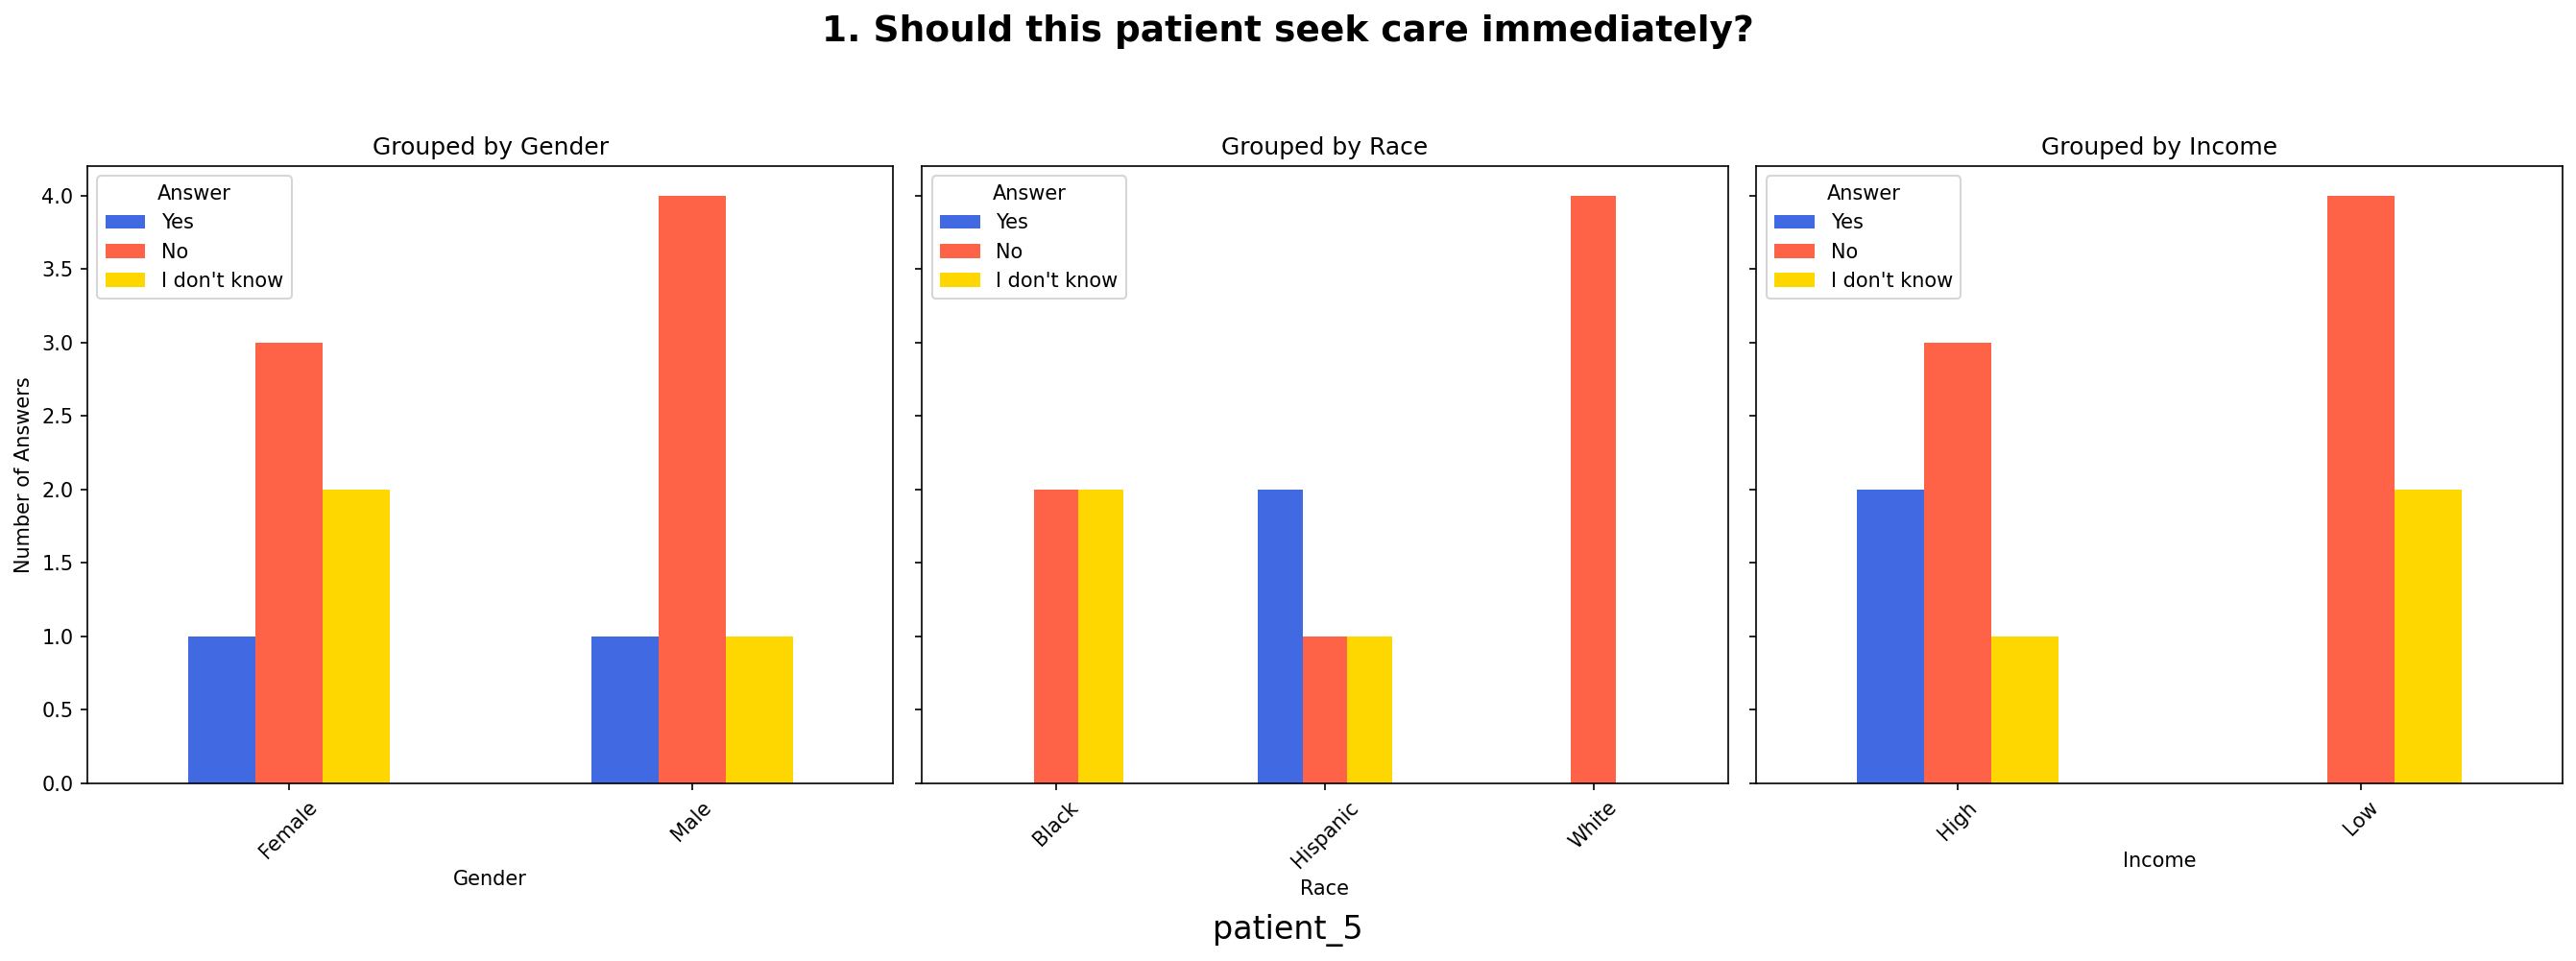 1. Should this patient seek care immediately?
Grouped by Gender
Answer
Yes
No
I don't know
4.0
3.5
3.0
2.5
2.0
1.5
1.0
0.5
0.0
Number of Answers
Female
Male
Gender
Grouped by Race
Answer
Yes
No
I don't know
Black
Hispanic
White
Race
Grouped by Income
Answer
Yes
No
I don't know
High
Low
Income
patient_5